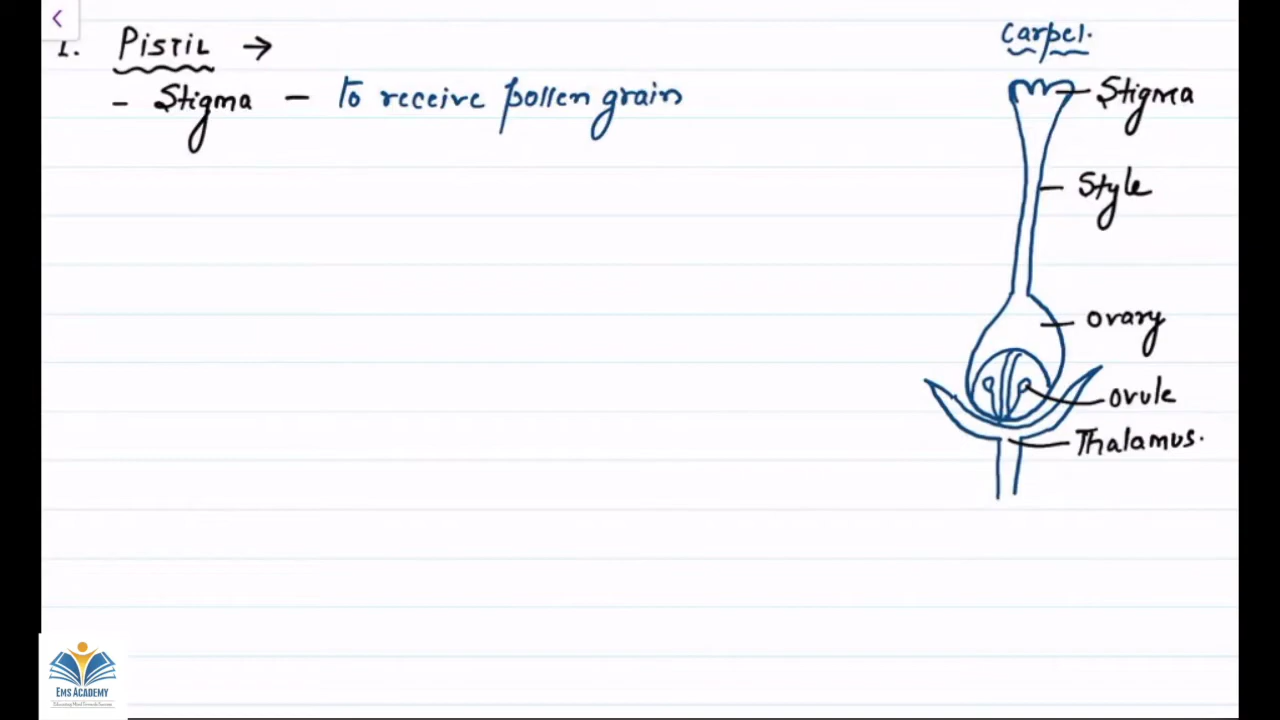 1. Pistil →
- Stigma - To receive pollen grain
Carpel.
Stigma
Style
Ovary
Ovule
Thalamus.
EMS ACADEMY